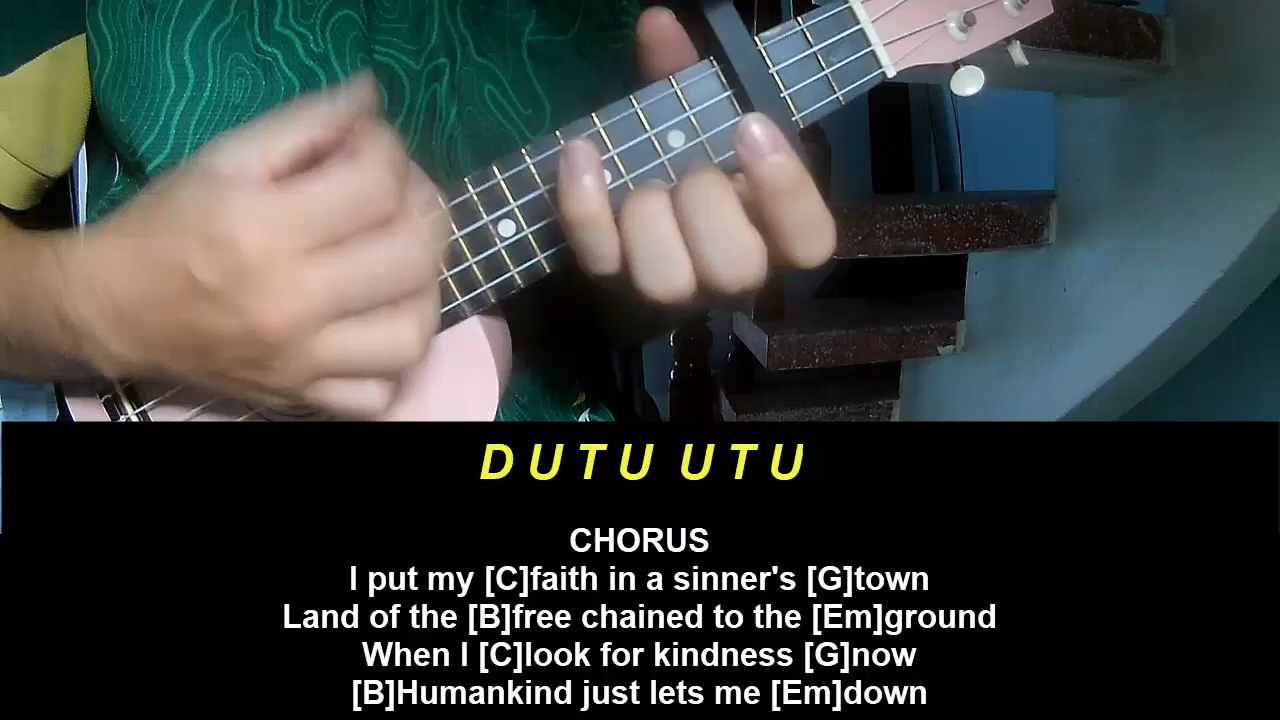 D U T U U T U
CHORUS
I put my [C]faith in a sinner's [G]town
Land of the [B]free chained to the [Em]ground
When I [C]look for kindness [G]now
[B]Humankind just lets me [Em]down